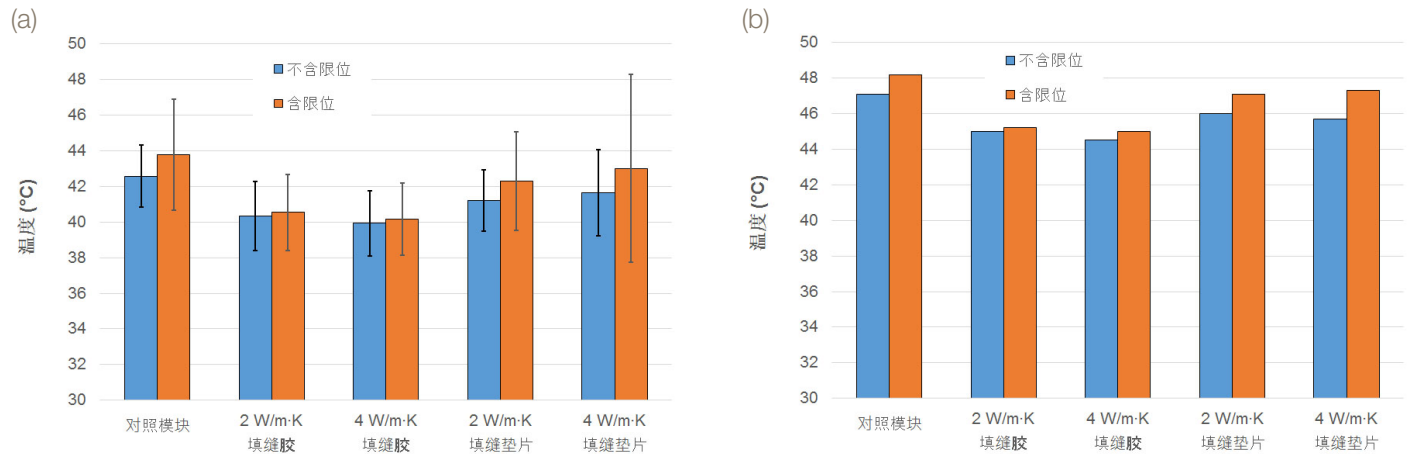 (a)
50
48
46
44
42
40
38
36
34
32
30
温度 (°C)
不含限位
含限位
对照模块
2 W/m·K
填缝胶
4 W/m·K
填缝胶
2 W/m·K
填缝垫片
4 W/m·K
填缝垫片
(b)
50
48
46
44
42
40
38
36
34
32
30
温度 (°C)
不含限位
含限位
对照模块
2 W/m·K
填缝胶
4 W/m·K
填缝胶
2 W/m·K
填缝垫片
4 W/m·K
填缝垫片